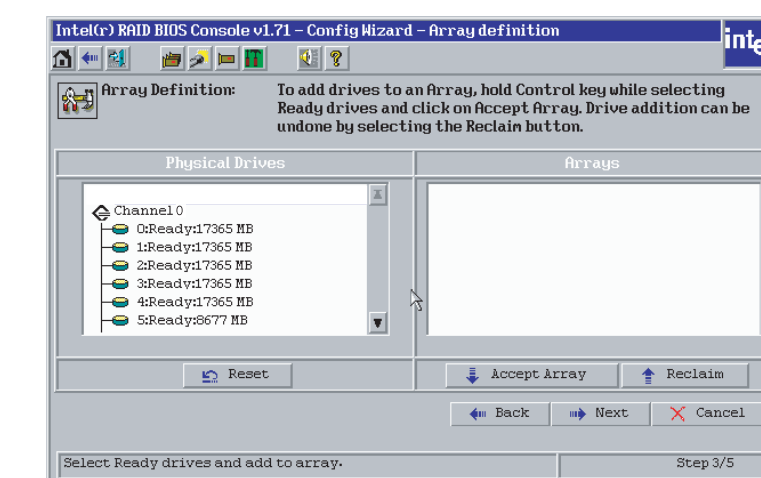 Intel(r) RAID BIOS Console v1.71 - Config Wizard - Array definition
inte
Array Definition:
To add drives to an Array, hold Control key while selecting
Ready drives and click on Accept Array. Drive addition can be
undone by selecting the Reclaim button.
Physical Drives
Arrays
Channel 0
0:Ready:17365 MB
1:Ready:17365 MB
2:Ready:17365 MB
3:Ready:17365 MB
4:Ready:17365 MB
5:Ready:8677 MB
Reset
Accept Array
Reclaim
Back
Next
Cancel
Select Ready drives and add to array.
Step 3/5